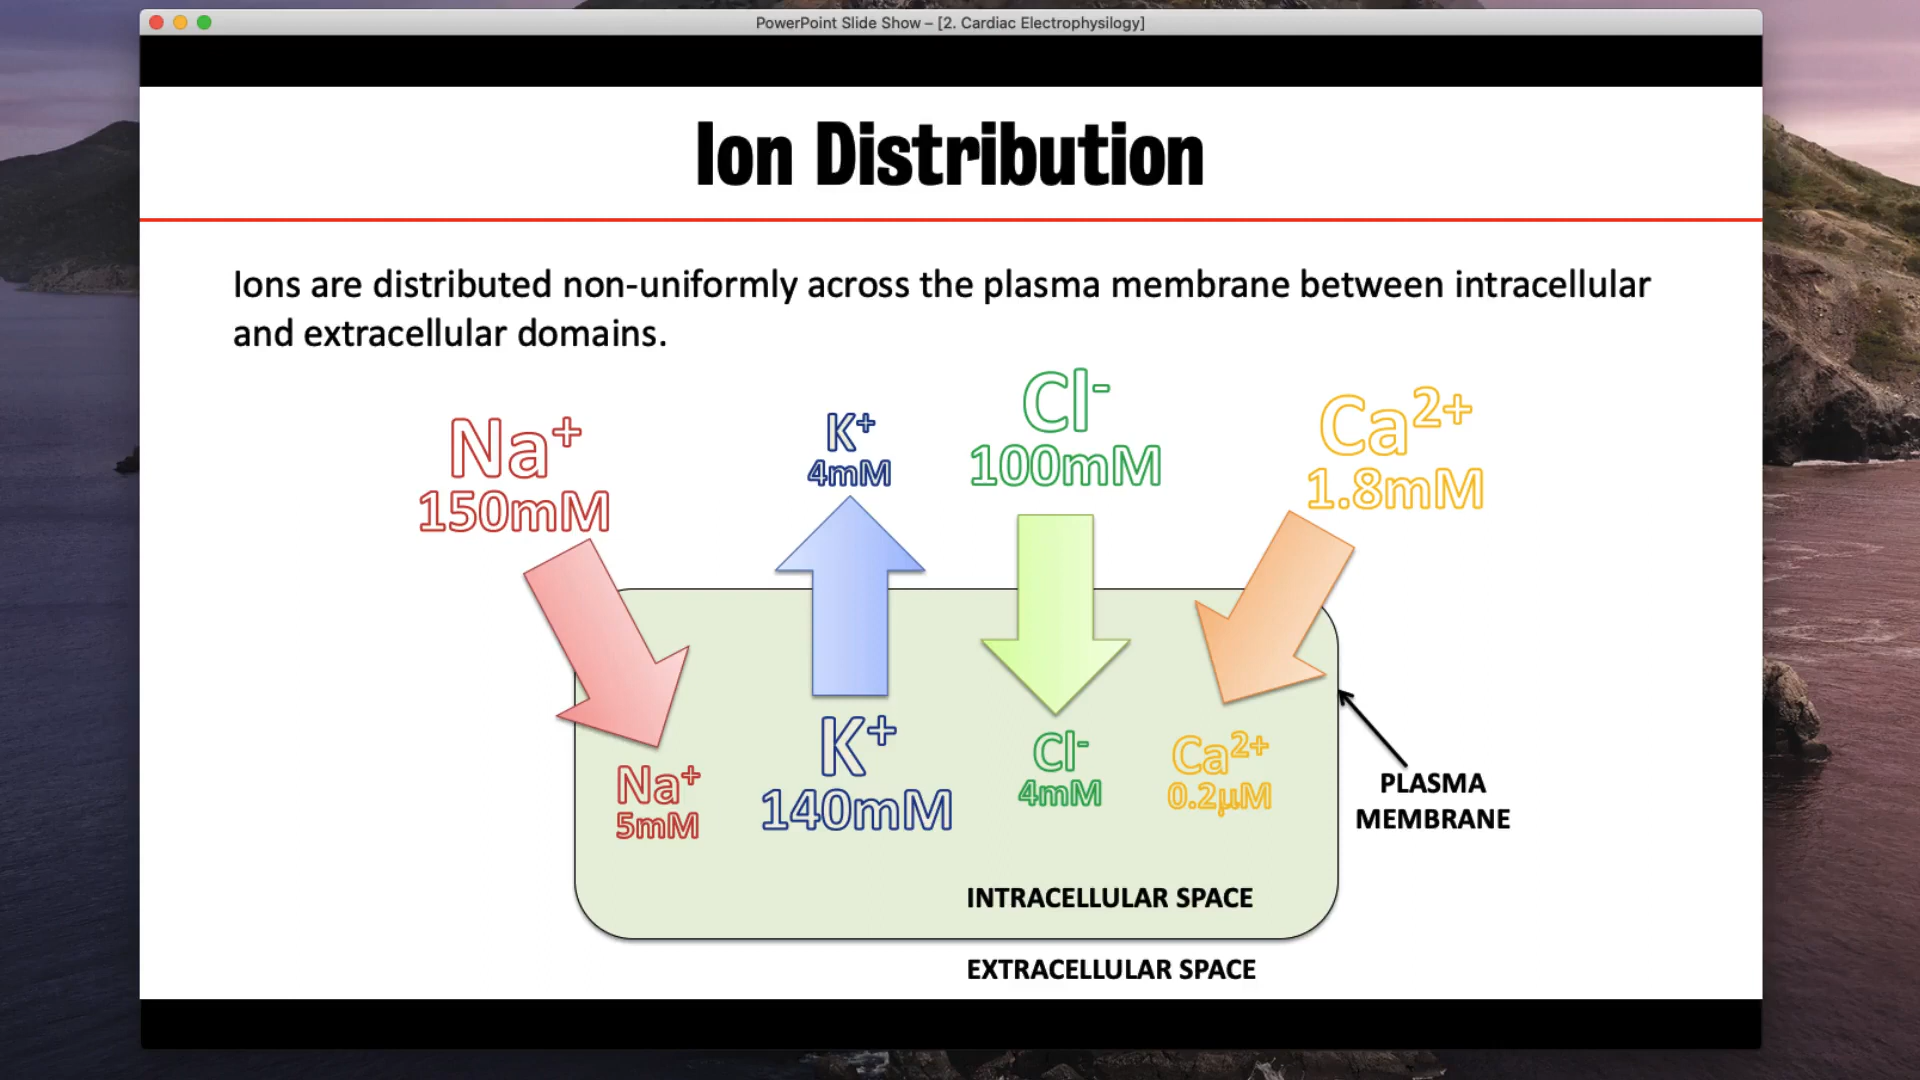 PowerPoint Slide Show – [2. Cardiac Electrophysilogy]
Ion Distribution
Ions are distributed non-uniformly across the plasma membrane between intracellular
and extracellular domains.
Na⁺
150mM
K⁺
4mM
Cl⁻
100mM
Ca²⁺
1.8mM
Na⁺
5mM
K⁺
140mM
Cl⁻
4mM
Ca²⁺
0.2µM
PLASMA
MEMBRANE
INTRACELLULAR SPACE
EXTRACELLULAR SPACE